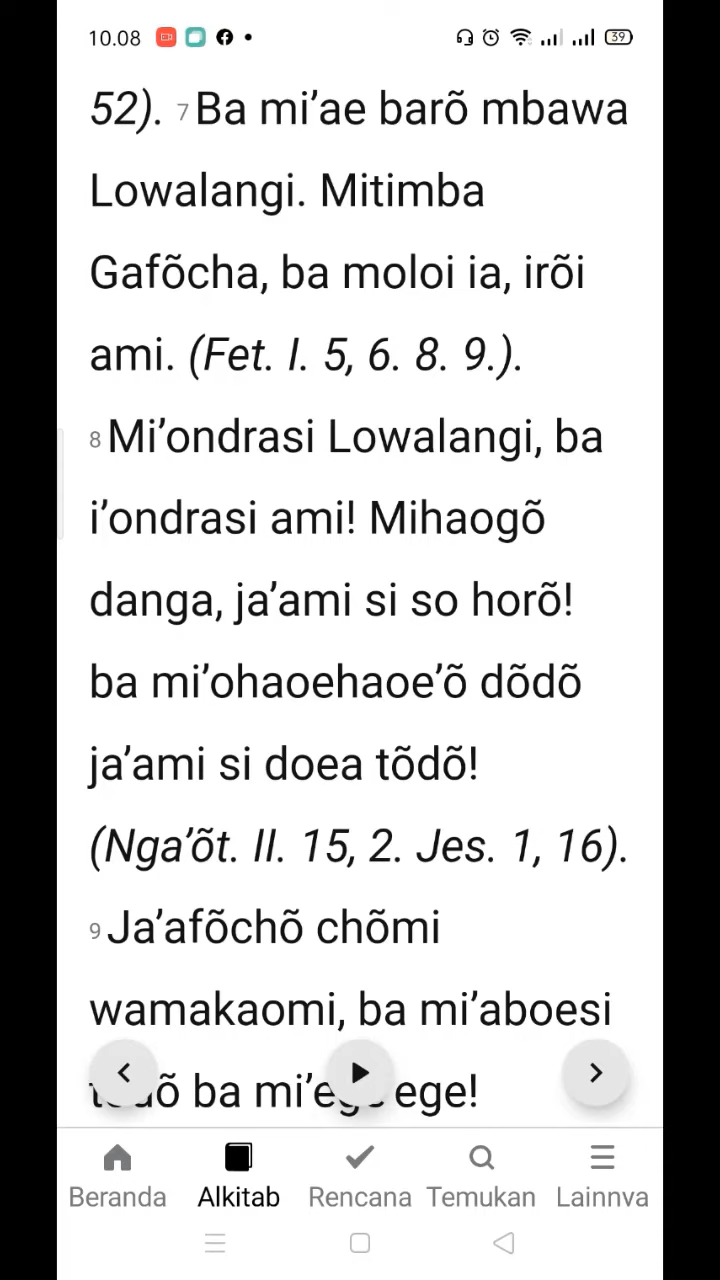 10.08
39
52). 7 Ba mi’ae barõ mbawa
Lowalangi. Mitimba
Gafõcha, ba moloi ia, irõi
ami. (Fet. I. 5, 6. 8. 9.).
8 Mi’ondrasi Lowalangi, ba
i’ondrasi ami! Mihaogõ
danga, ja’ami si so horõ!
ba mi’ohaoehaoe’õ dõdõ
ja’ami si doea tõdõ!
(Nga’õt. II. 15, 2. Jes. 1, 16).
9 Ja’afõchõ chõmi
wamakaomi, ba mi’aboesi
ba ege!
Beranda Alkitab Rencana Temukan Lainnya